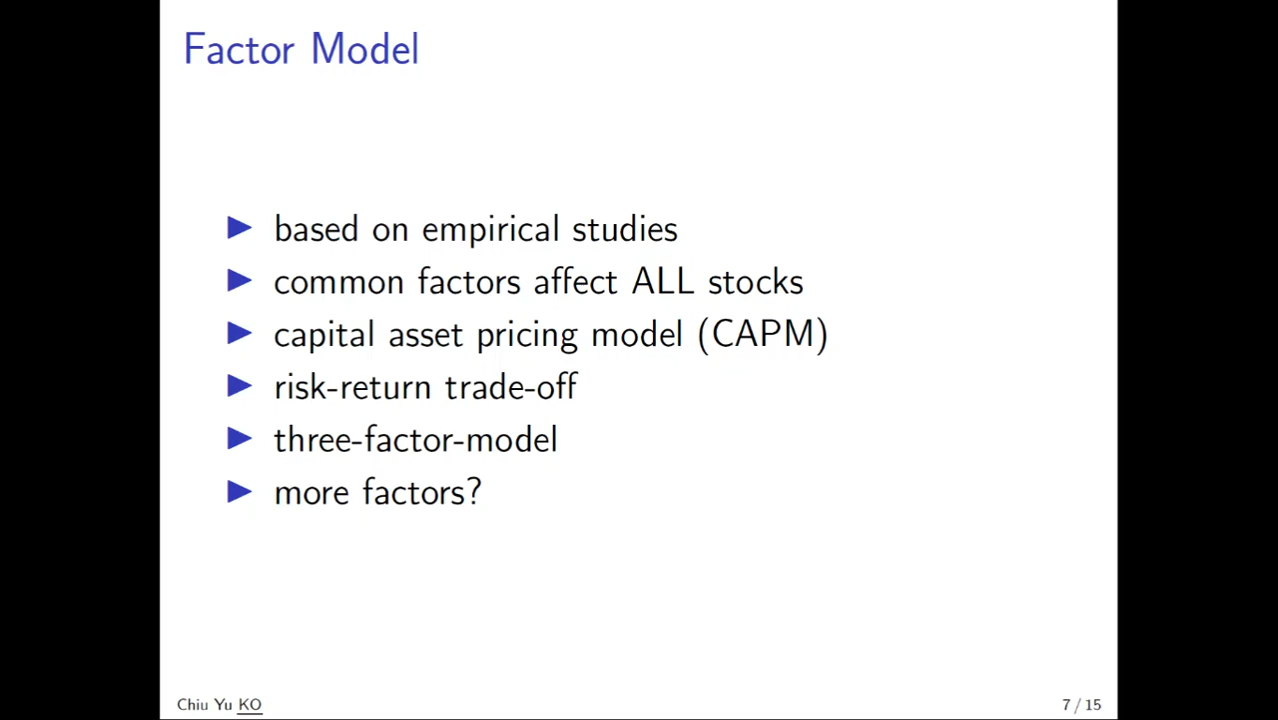 Factor Model
▶ based on empirical studies
▶ common factors affect ALL stocks
▶ capital asset pricing model (CAPM)
▶ risk-return trade-off
▶ three-factor-model
▶ more factors?
Chiu Yu KO
7 / 15